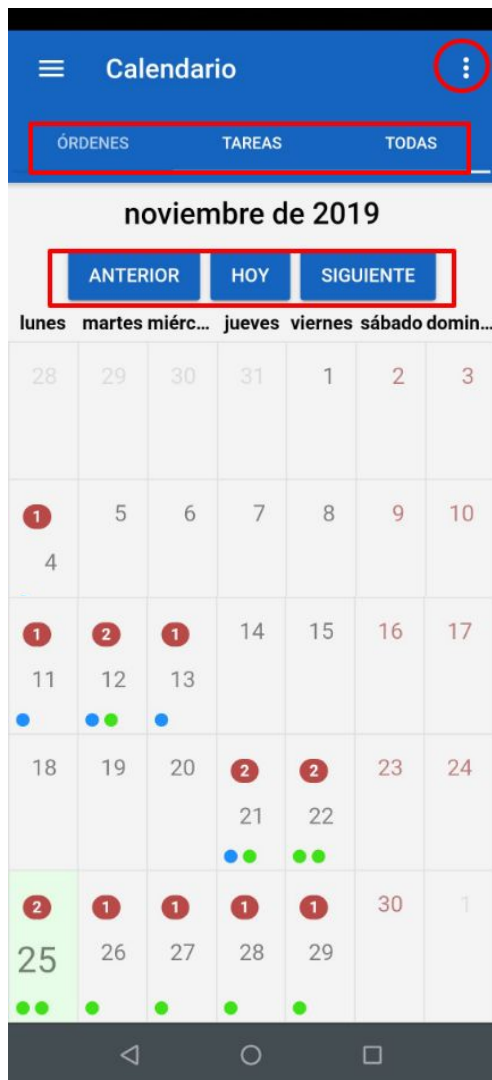 Calendario
ÓRDENES TAREAS TODAS
noviembre de 2019
ANTERIOR HOY SIGUIENTE
lunes martes miérc... jueves viernes sábado domin...
28 29 30 31 1 2 3
1
4 5 6 7 8 9 10
1 2 1
11 12 13 14 15 16 17
2 2
18 19 20 21 22 23 24
2 1 1 1 1
25 26 27 28 29 30 1